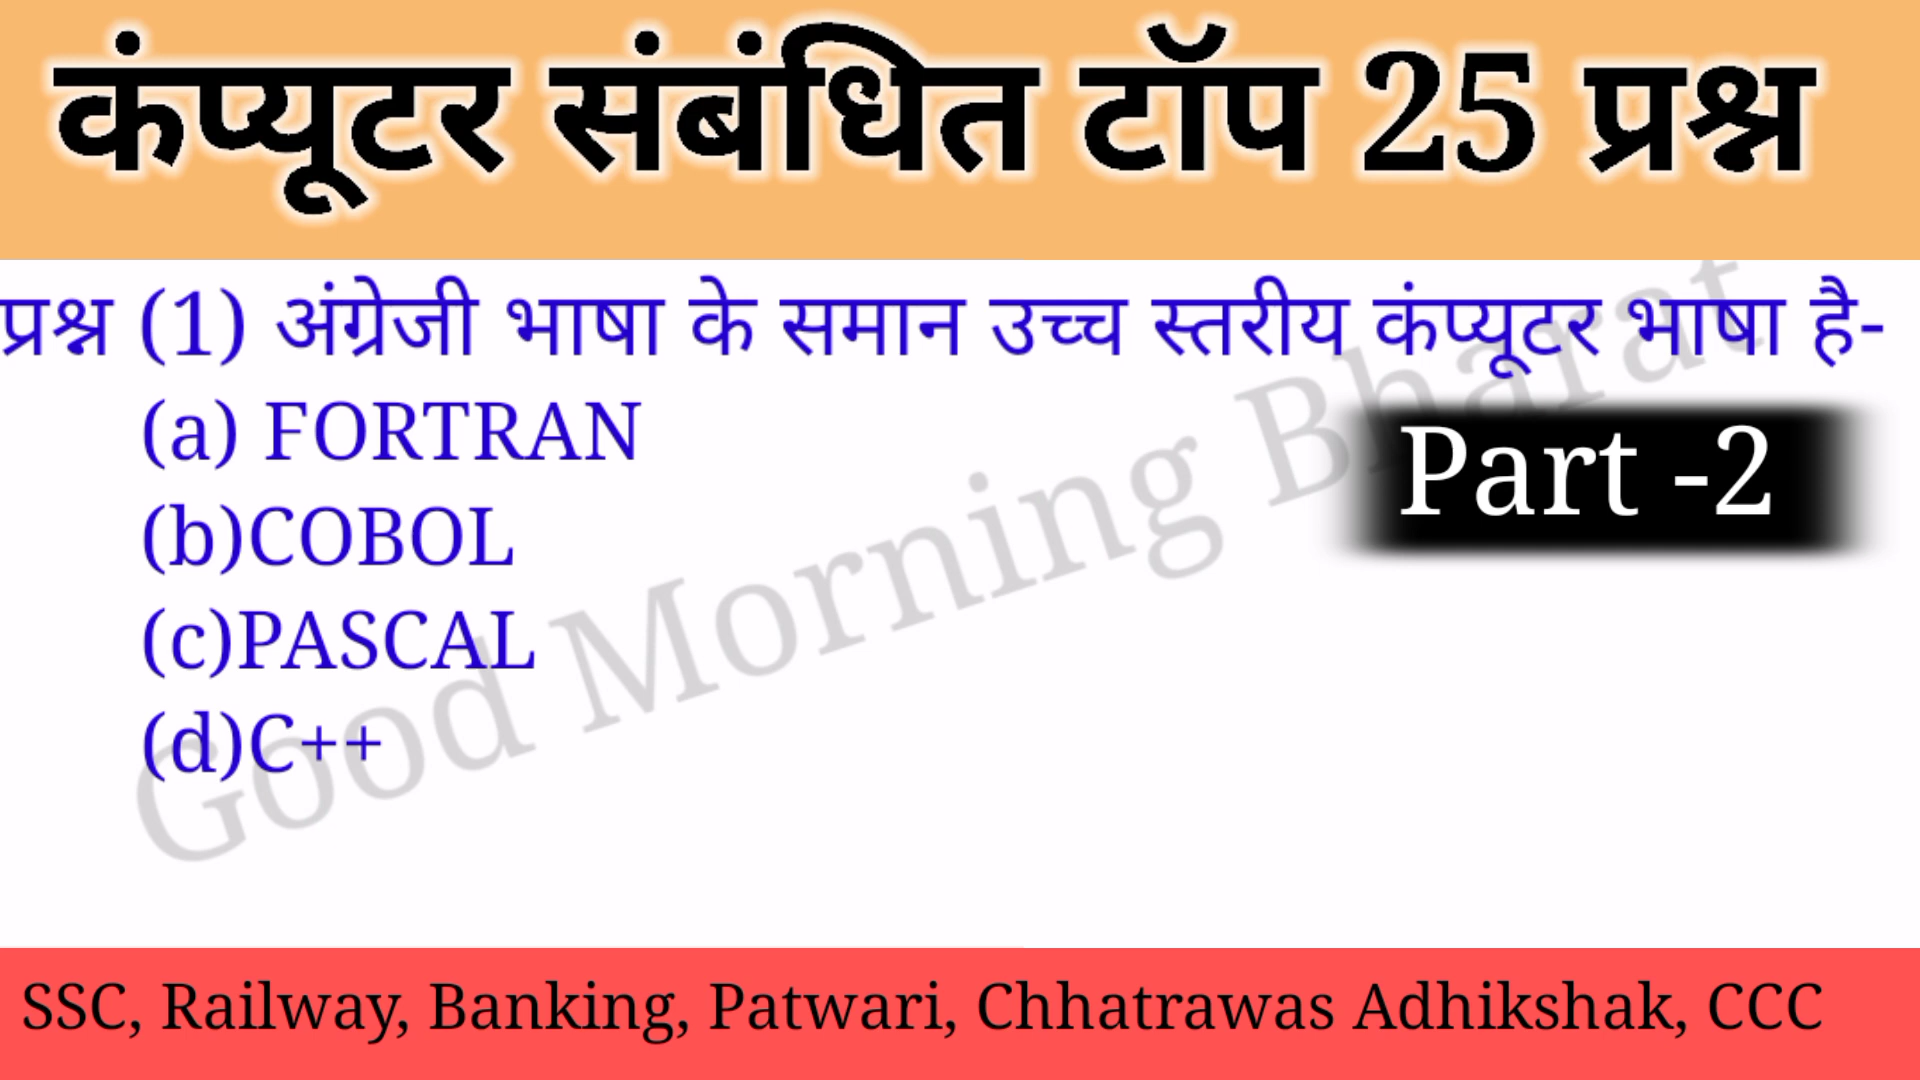 कंप्यूटर संबंधित टॉप 25 प्रश्न
प्रश्न (1) अंग्रेजी भाषा के समान उच्च स्तरीय कंप्यूटर भाषा है-
(a) FORTRAN
Part -2
(b)COBOL
(c)PASCAL
(d)C++
Good Morning Bharat
SSC, Railway, Banking, Patwari, Chhatrawas Adhikshak, CCC